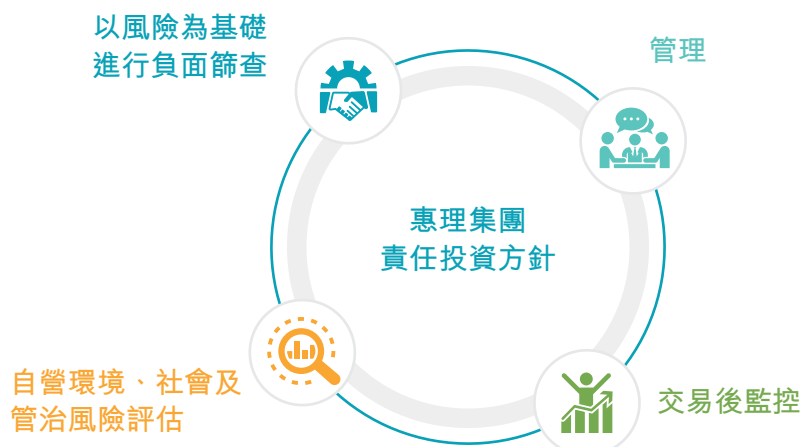 以風險為基礎
進行負面篩查
管理
惠理集團
責任投資方針
自營環境、社會及
管治風險評估
交易後監控